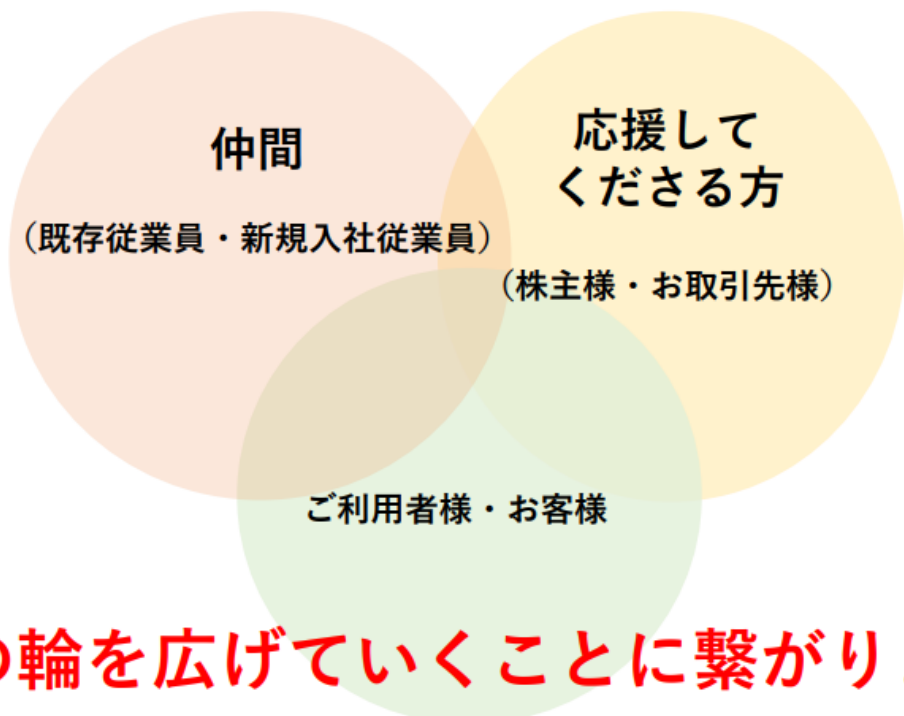 仲間
（既存従業員・新規入社従業員）
応援して
くださる方
（株主様・お取引先様）
ご利用者様・お客様
の輪を広げていくことに繋がり